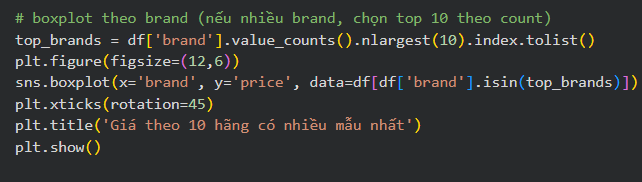 # boxplot theo brand (nếu nhiều brand, chọn top 10 theo count)
top_brands = df['brand'].value_counts().nlargest(10).index.tolist()
plt.figure(figsize=(12,6))
sns.boxplot(x='brand', y='price', data=df[df['brand'].isin(top_brands)])
plt.xticks(rotation=45)
plt.title('Giá theo 10 hãng có nhiều mẫu nhất')
plt.show()